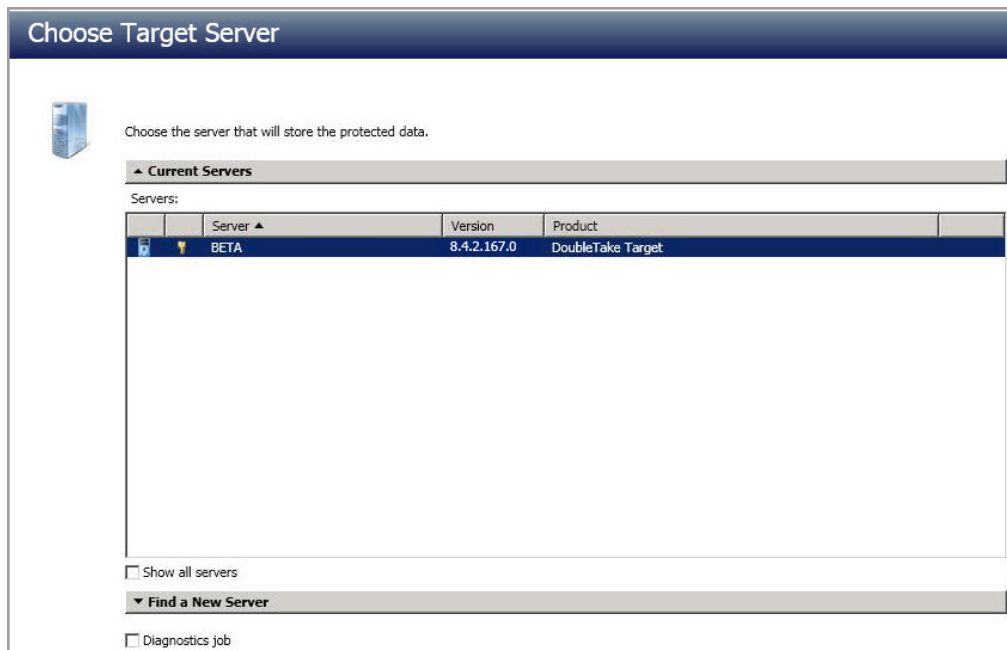 Choose Target Server
Choose the server that will store the protected data.
▲ Current Servers
Servers:
Server ▲ Version Product
BETA 8.4.2.167.0 DoubleTake Target
Show all servers
▼ Find a New Server
Diagnostics job